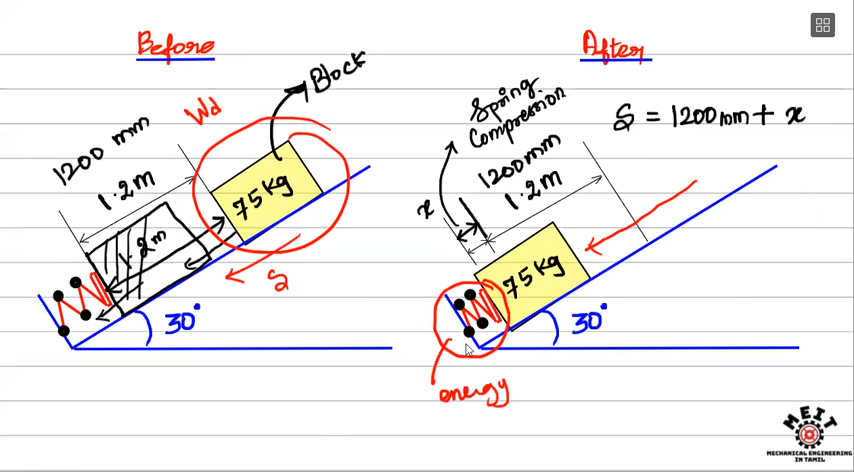 Before
Block
Wd
1200 mm
1.2m
75kg
1.2m
S
30°
After
Spring
Compression
S = 1200mm + x
1200mm
1.2m
x
75kg
30°
energy
MEIT
MECHANICAL ENGINEERING
IN TAMIL